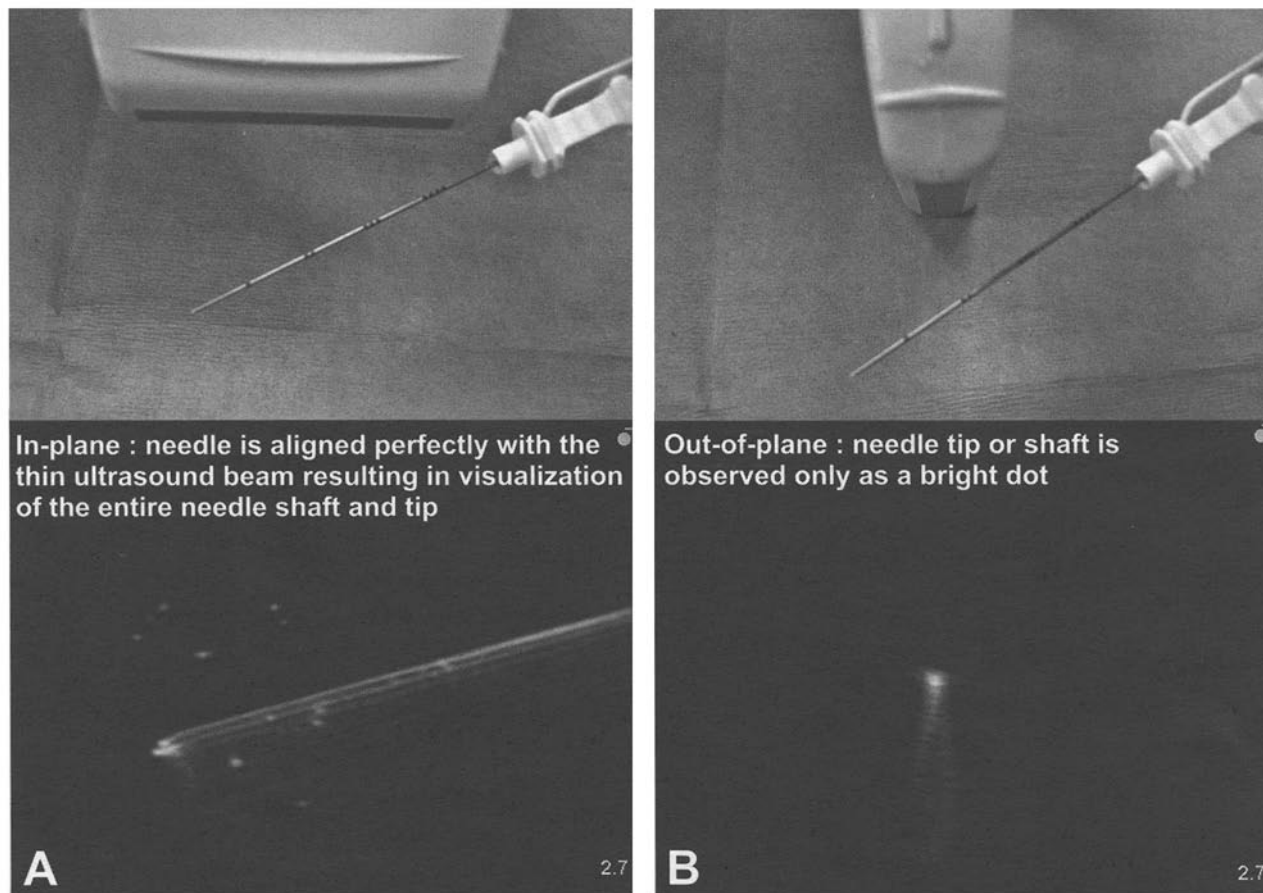 In-plane : needle is aligned perfectly with the
thin ultrasound beam resulting in visualization
of the entire needle shaft and tip
A
2.7
Out-of-plane : needle tip or shaft is
observed only as a bright dot
B
2.7